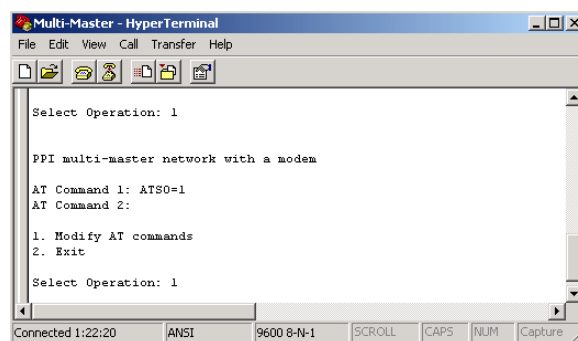 Multi-Master - HyperTerminal
File Edit View Call Transfer Help
Select Operation: 1
PPI multi-master network with a modem
AT Command 1: ATS0=1
AT Command 2:
1. Modify AT commands
2. Exit
Select Operation: 1
Connected 1:22:20 ANSI 9600 8-N-1 SCROLL CAPS NUM Capture